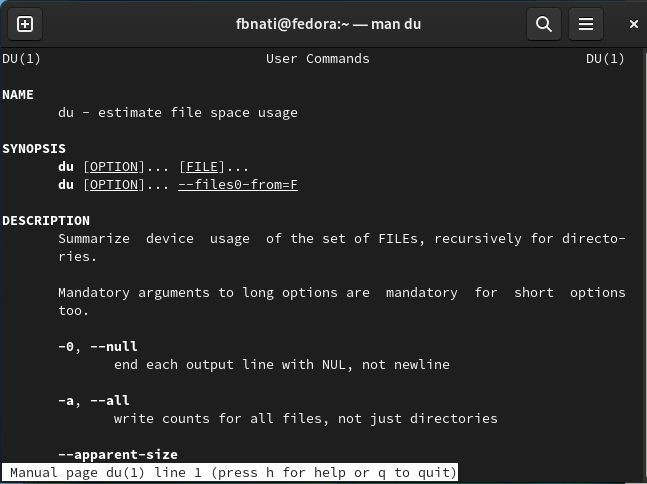 fbnati@fedora:~ — man du
DU(1) User Commands DU(1)
NAME
du - estimate file space usage
SYNOPSIS
du [OPTION]... [FILE]...
du [OPTION]... --files0-from=F
DESCRIPTION
Summarize device usage of the set of FILEs, recursively for directo-
ries.
Mandatory arguments to long options are mandatory for short options
too.
-0, --null
end each output line with NUL, not newline
-a, --all
write counts for all files, not just directories
--apparent-size
Manual page du(1) line 1 (press h for help or q to quit)